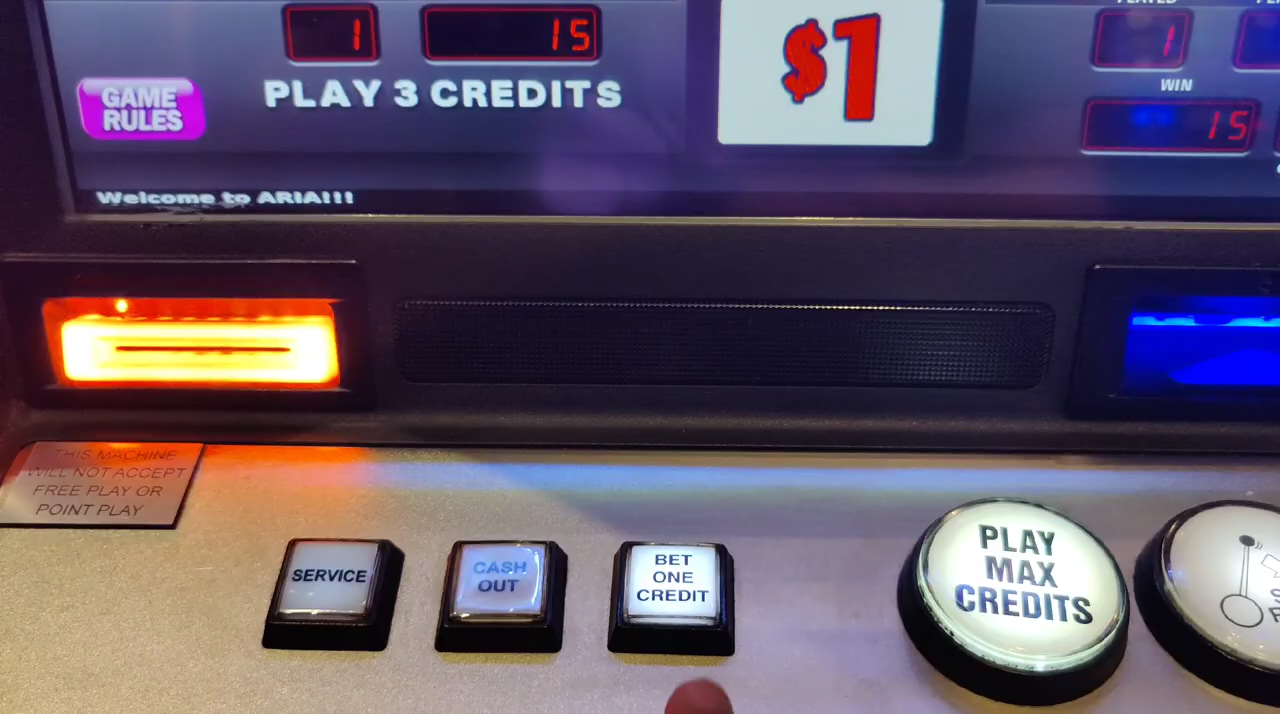 1
15
PLAY 3 CREDITS
GAME
RULES
$1
PLAYED
1
WIN
15
Welcome to ARIA!!!
THIS MACHINE
WILL NOT ACCEPT
FREE PLAY OR
POINT PLAY
SERVICE
CASH
OUT
BET
ONE
CREDIT
PLAY
MAX
CREDITS